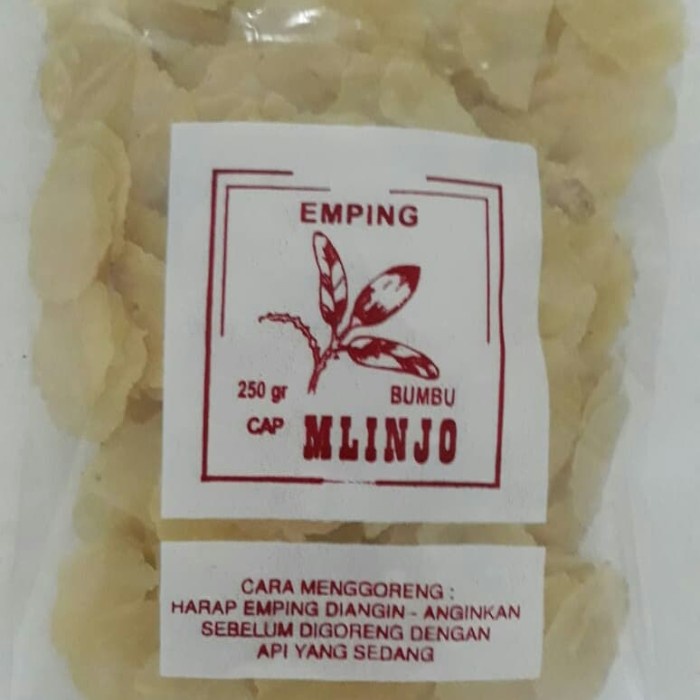 EMPING
250 gr BUMBU
CAP MLINJO
CARA MENGGORENG :
HARAP EMPING DIANGIN - ANGINKAN
SEBELUM DIGORENG DENGAN
API YANG SEDANG